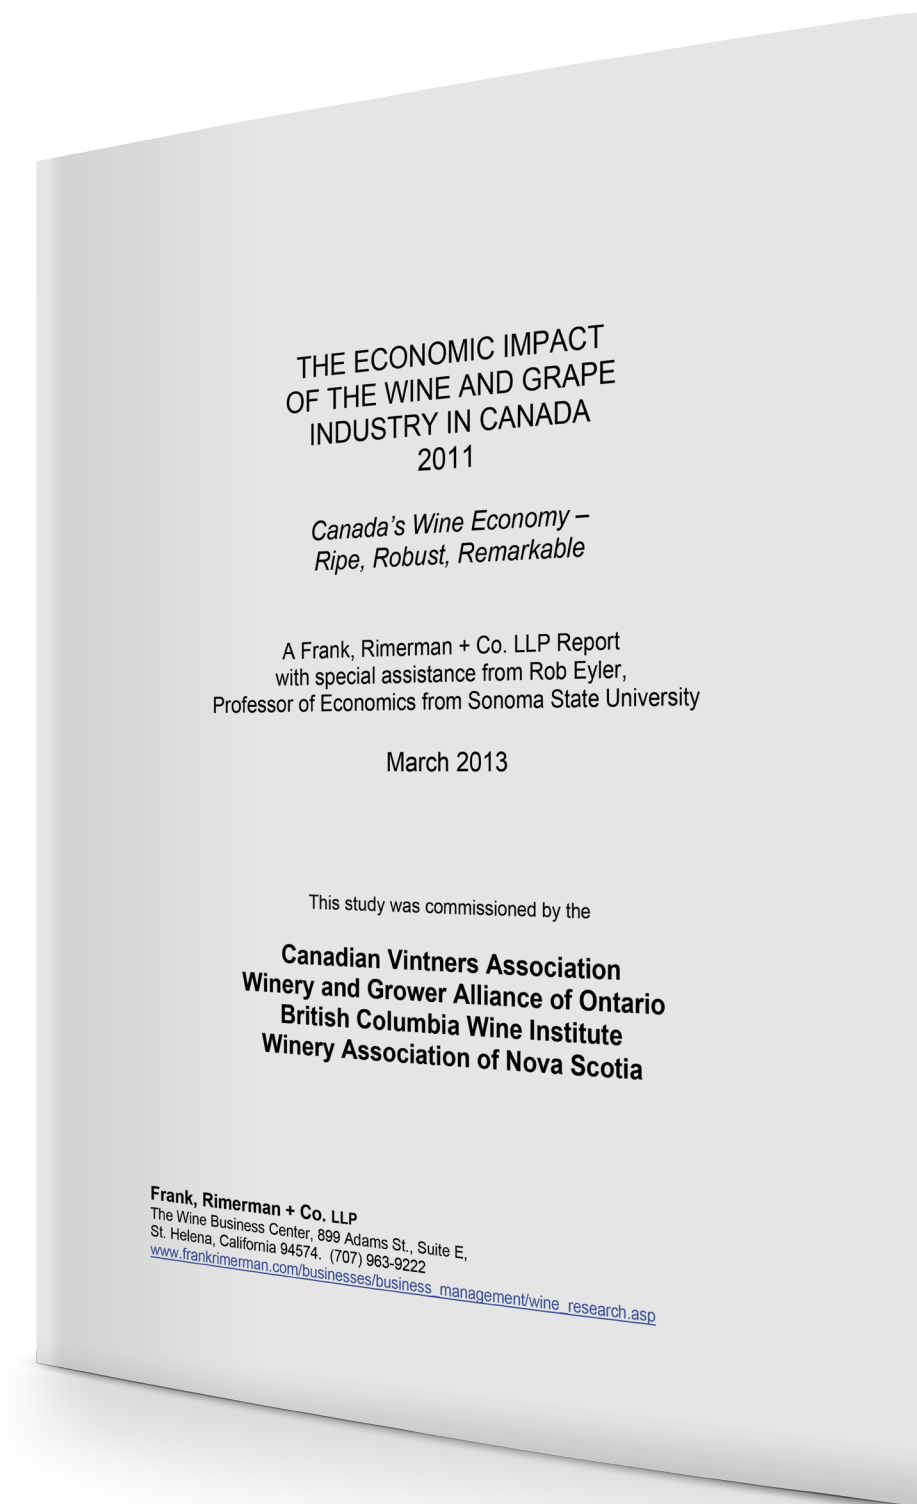 THE ECONOMIC IMPACT
OF THE WINE AND GRAPE
INDUSTRY IN CANADA
2011
Canada's Wine Economy –
Ripe, Robust, Remarkable
A Frank, Rimerman + Co. LLP Report
with special assistance from Rob Eyler,
Professor of Economics from Sonoma State University
March 2013
This study was commissioned by the
Canadian Vintners Association
Winery and Grower Alliance of Ontario
British Columbia Wine Institute
Winery Association of Nova Scotia
Frank, Rimerman + Co. LLP
The Wine Business Center, 899 Adams St., Suite E,
St. Helena, California 94574. (707) 963-9222
www.frankrimerman.com/businesses/business_management/wine_research.asp